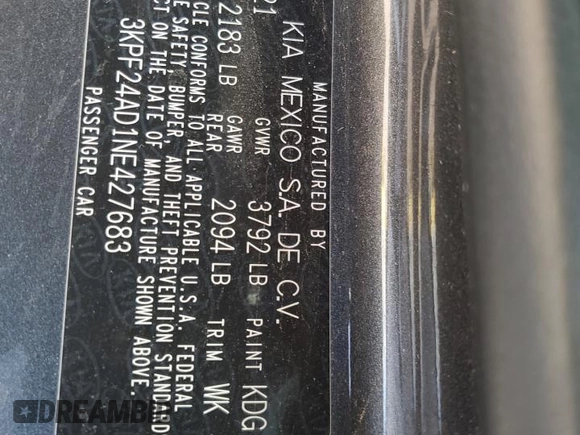 MANUFACTURED BY
21 KIA MEXICO S.A. DE C.V.
GVWR 3792 LB PAINT KDG
2183 LB GAWR REAR 2094 LB TRIM WK
CLE CONFORMS TO ALL APPLICABLE U.S.A. FEDERAL
E SAFETY, BUMPER, AND THEFT PREVENTION STANDARD
CT ON THE DATE OF MANUFACTURE SHOWN ABOVE.
3KPF24AD1NE427683
PASSENGER CAR